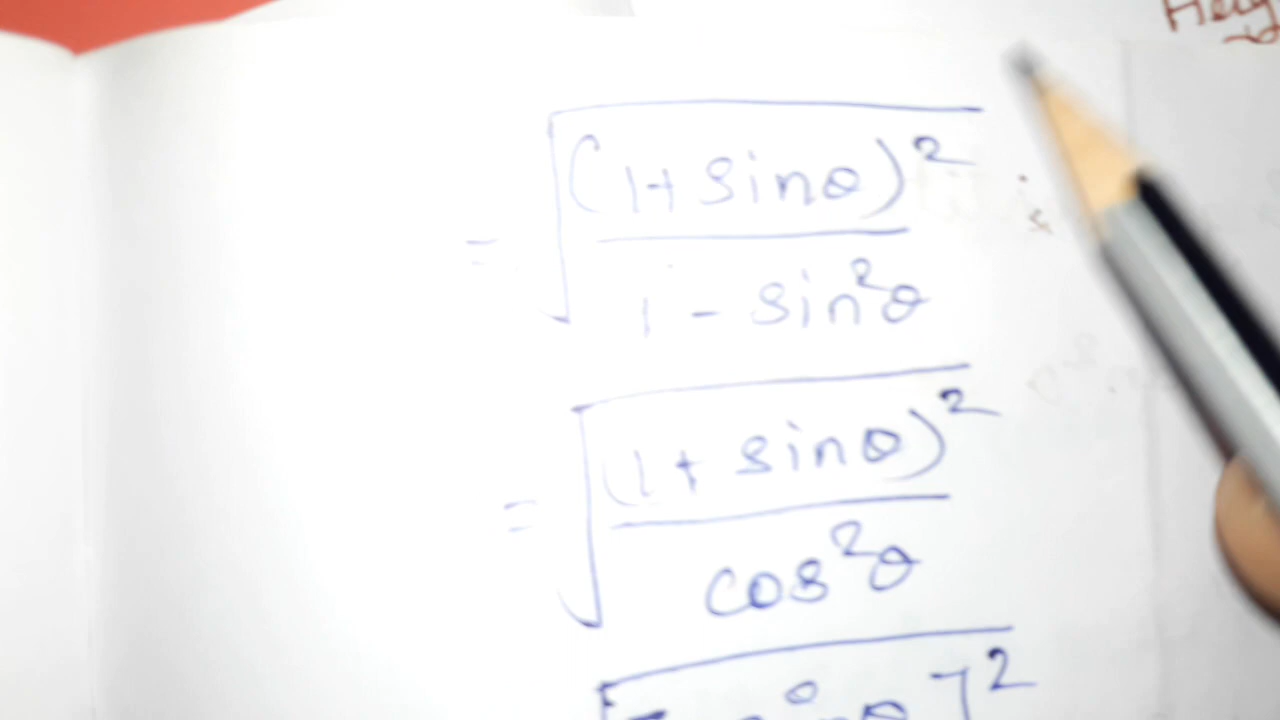 = √((1+sinθ)²
1-sin²θ)
= √((1+sinθ)²
cos²θ)